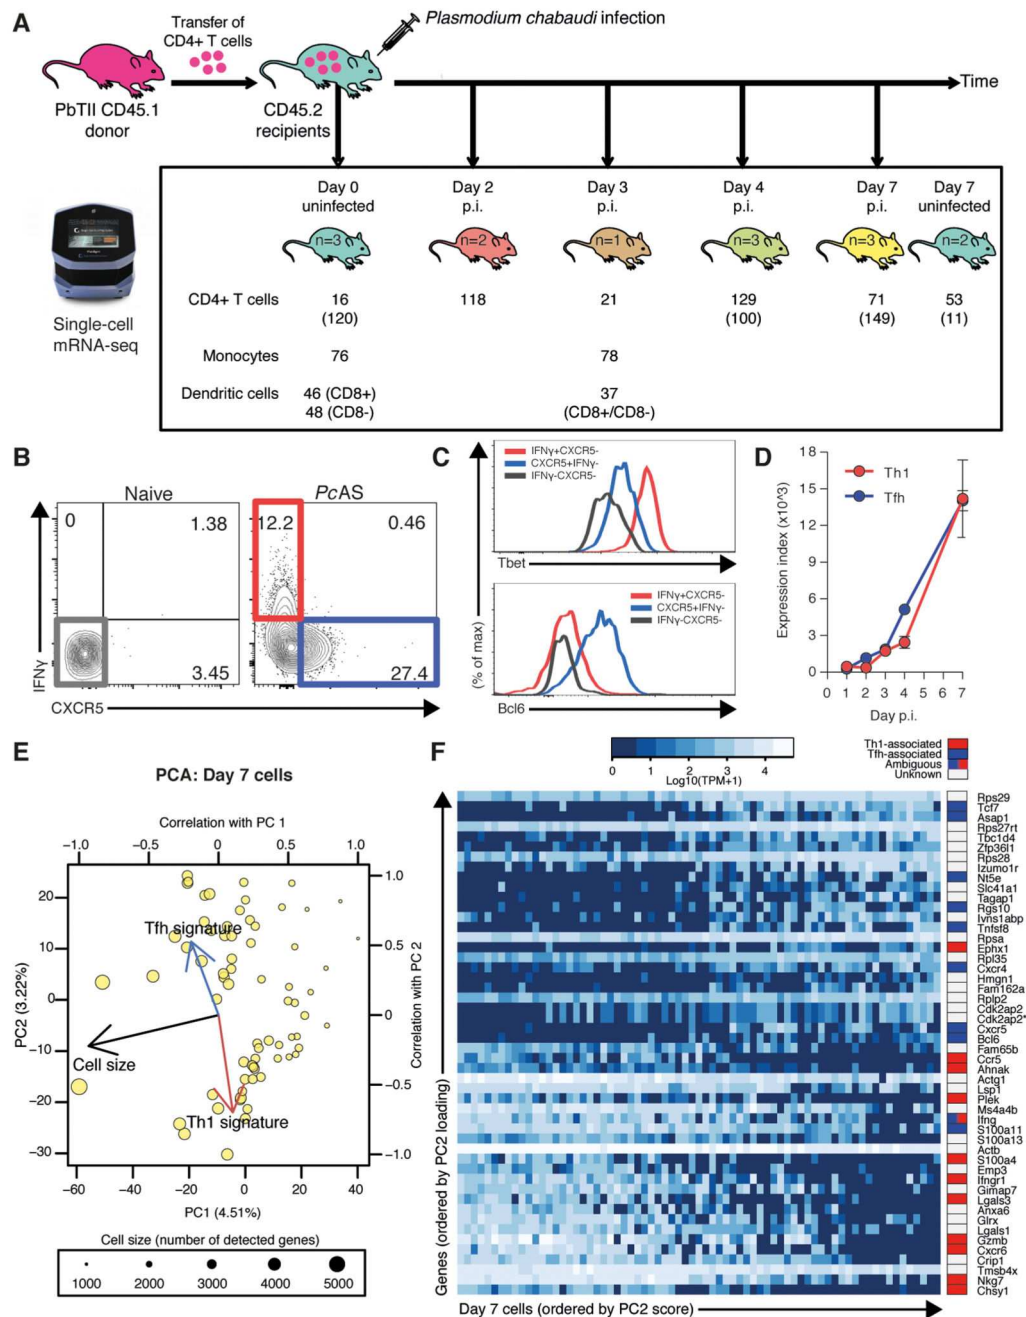 A
Transfer of
CD4+ T cells
Plasmodium chabaudi infection
PbTII CD45.1
donor
CD45.2
recipients
Time
Day 0
uninfected
Day 2
p.i.
Day 3
p.i.
Day 4
p.i.
Day 7
p.i.
Day 7
uninfected
n=3
n=2
n=1
n=3
n=3
n=2
Single-cell
mRNA-seq
CD4+ T cells
16
(120)
118
21
129
(100)
71
(149)
53
(11)
Monocytes
76
78
Dendritic cells
46 (CD8+)
48 (CD8-)
37
(CD8+/CD8-)
B
Naive
PcAS
0
1.38
3.45
12.2
0.46
27.4
IFNγ
CXCR5
C
IFNγ+CXCR5-
CXCR5+IFNγ-
IFNγ-CXCR5-
Tbet
IFNγ+CXCR5-
CXCR5+IFNγ-
IFNγ-CXCR5-
Bcl6
(% of max)
D
Th1
Tfh
Expression index (x10^3)
18
15
12
9
6
3
0
0 1 2 3 4 7
Day p.i.
E
PCA: Day 7 cells
Correlation with PC 1
-1.0 -0.5 0 0.5 1.0
PC2 (3.22%)
20
10
0
-10
-20
-30
Correlation with PC 2
1.0
0.5
0
-0.5
-1.0
Tfh signature
Cell size
Th1 signature
-60 -40 -20 0 20 40
PC1 (4.51%)
Cell size (number of detected genes)
1000 2000 3000 4000 5000
F
0 1 2 3 4
Log10(TPM+1)
Th1-associated
Tfh-associated
Ambiguous
Unknown
Genes (ordered by PC2 loading)
Rps29
Tcf7
Asap1
Rps27rt
Tbc1d4
Zfp36l1
Rps28
Izumo1r
Nt5e
Slc41a1
Tagap1
Rgs10
Ivns1abp
Tnfsf8
Rpsa
Ephx1
Rpl35
Cxcr4
Hmgn1
Fam162a
Rplp2
Cdk2ap2
Cdk2ap2*
Cxcr5
Bcl6
Fam65b
Ccr5
Ahnak
Actg1
Lsp1
Plek
Ms4a4b
Ifng
S100a11
S100a13
Actb
S100a4
Emp3
Ifngr1
Gimap7
Lgals3
Anxa6
Glrx
Lgals1
Gzmb
Cxcr6
Crip1
Tmsb4x
Nkg7
Chsy1
Day 7 cells (ordered by PC2 score)